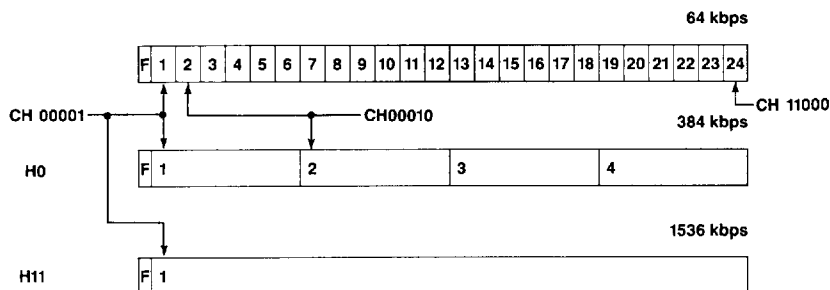 64 kbps
F 1 2 3 4 5 6 7 8 9 10 11 12 13 14 15 16 17 18 19 20 21 22 23 24
CH 00001 CH00010 CH 11000
384 kbps
H0 F 1 2 3 4
1536 kbps
H11 F 1